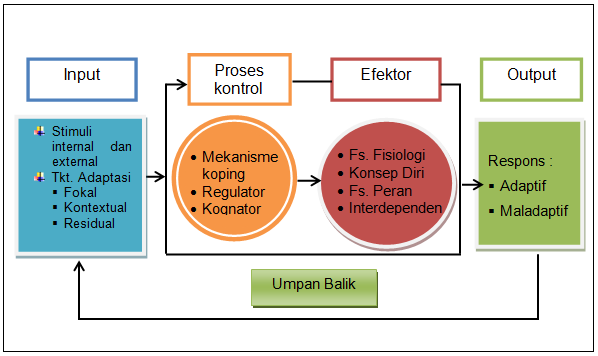 Input
Proses
kontrol
Efektor
Output
Stimuli
internal dan
external
Tkt. Adaptasi
Fokal
Kontextual
Residual
• Mekanisme
koping
• Regulator
• Kognator
• Fs. Fisiologi
• Konsep Diri
• Fs. Peran
• Interdependen
Respons :
Adaptif
Maladaptif
Umpan Balik